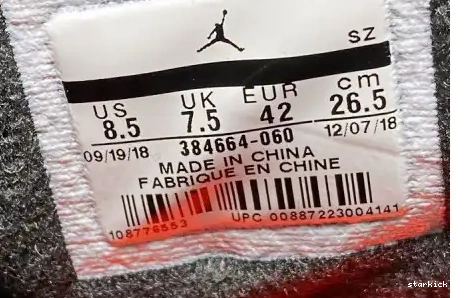 SZ
US UK EUR cm
8.5 7.5 42 26.5
09/19/18 384664-060 12/07/18
MADE IN CHINA
FABRIQUE EN CHINE
108776553 UPC 00887223004141
starkick